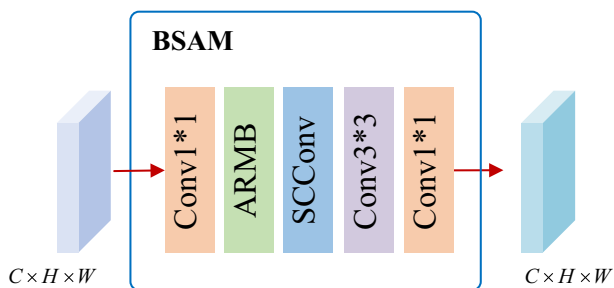 BSAM
Conv1*1
ARMB
SCConv
Conv3*3
Conv1*1
C × H × W
C × H × W